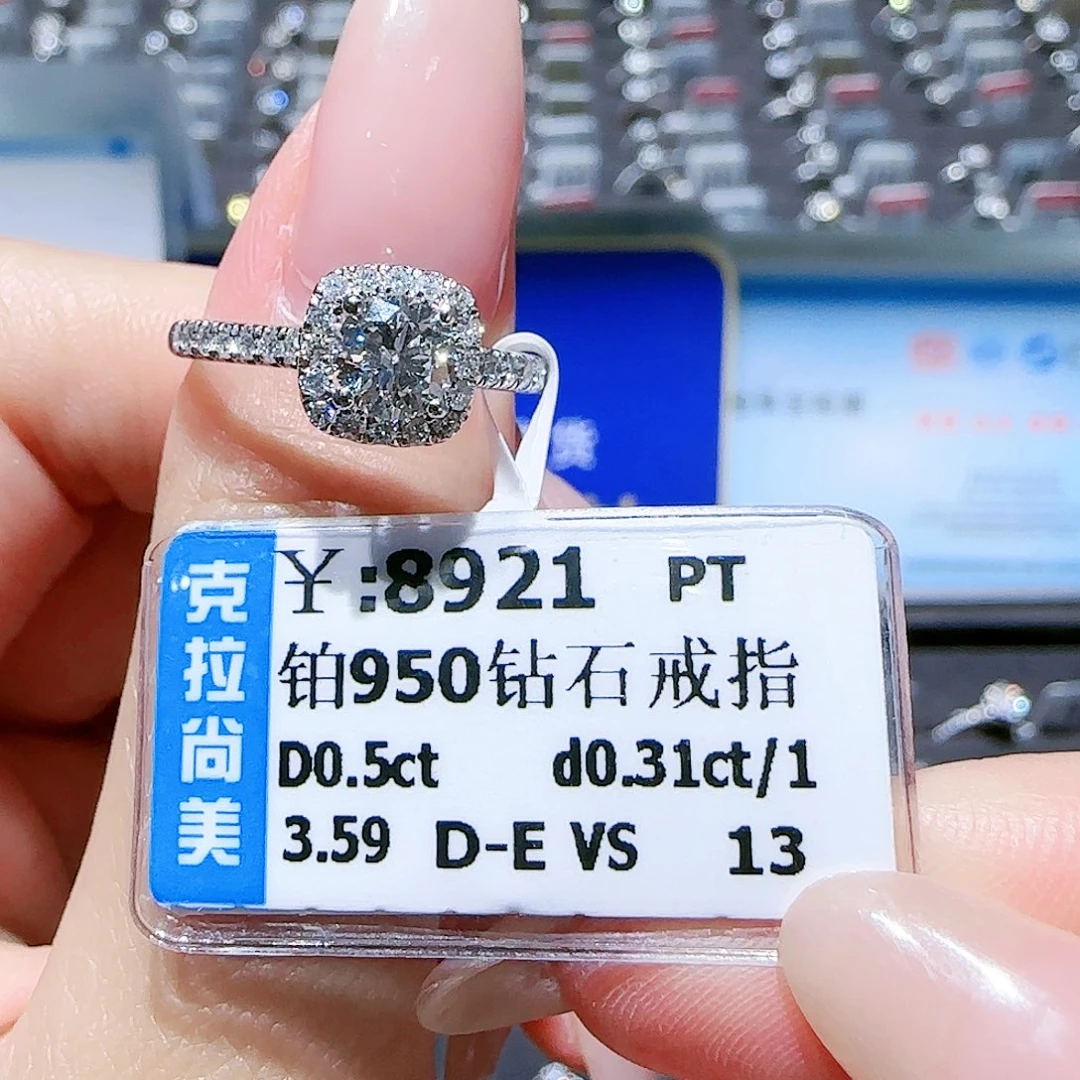 克拉尚美
￥:8921 PT
铂950钻石戒指
D0.5ct d0.31ct/1
3.59 D-E VS 13